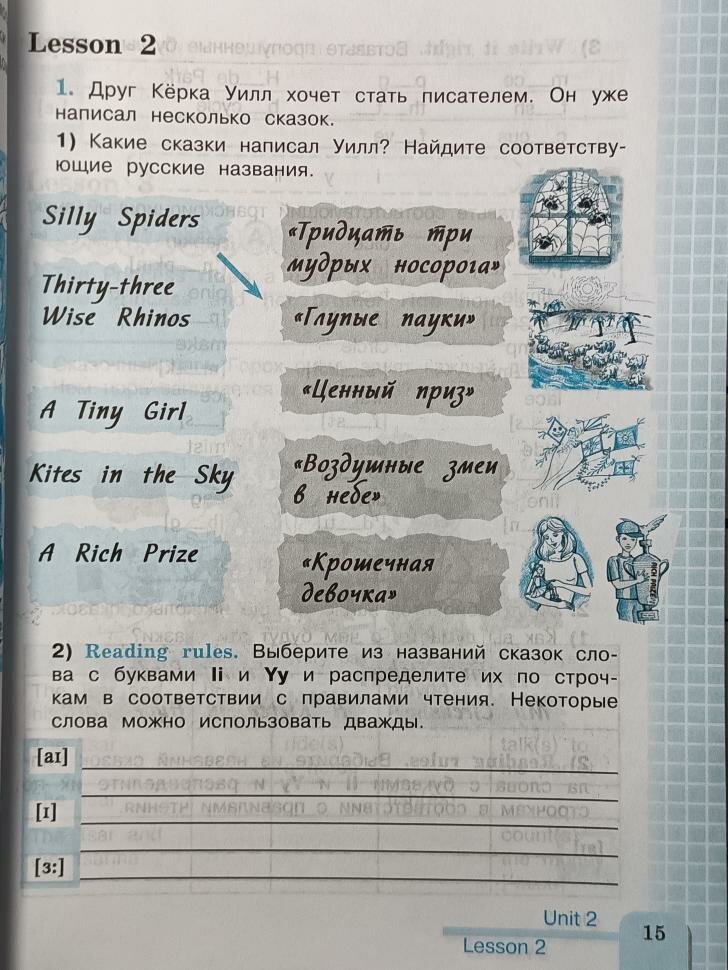 Lesson 2
1. Друг Кёрка Уилл хочет стать писателем. Он уже
написал несколько сказок.
1) Какие сказки написал Уилл? Найдите соответству-
ющие русские названия.
Silly Spiders
Thirty-three
Wise Rhinos
A Tiny Girl
Kites in the Sky
A Rich Prize
«Тридцать три
мудрых носорога»
«Глупые пауки»
«Ценный приз»
«Воздушные змеи
в небе»
«Крошечная
девочка»
RICH PRIZE
2) Reading rules. Выберите из названий сказок сло-
ва с буквами Ii и Yy и распределите их по строч-
кам в соответствии с правилами чтения. Некоторые
слова можно использовать дважды.
[aɪ]
[ɪ]
[ɜ:]
Unit 2
Lesson 2
15